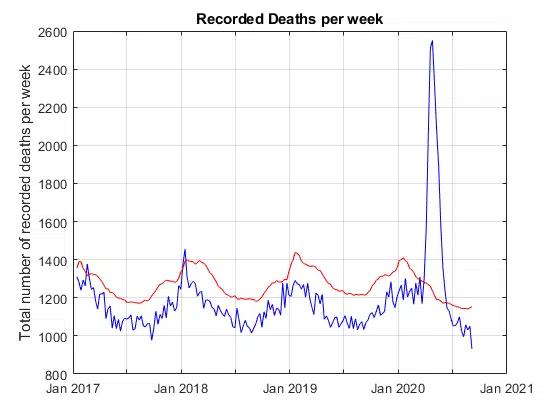 Recorded Deaths per week
Total number of recorded deaths per week
2600
2400
2200
2000
1800
1600
1400
1200
1000
800
Jan 2017
Jan 2018
Jan 2019
Jan 2020
Jan 2021